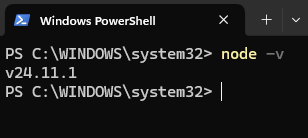 Windows PowerShell
PS C:\WINDOWS\system32> node -v
v24.11.1
PS C:\WINDOWS\system32>